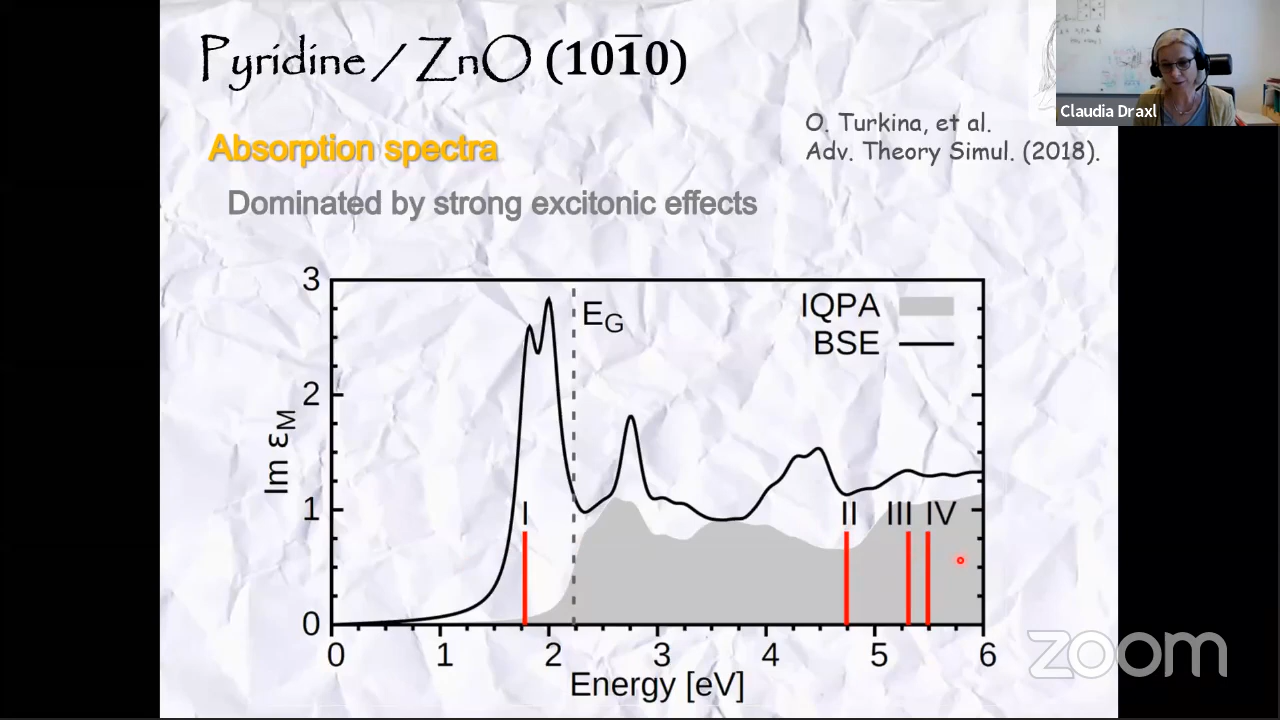 Pyridine / ZnO (101̄0)
Claudia Draxl
O. Turkina, et al.
Adv. Theory Simul. (2018).
Absorption spectra
Dominated by strong excitonic effects
3
2
1
0
Im εM
EG
IQPA
BSE
I
II
III
IV
0 1 2 3 4 5 6
Energy [eV]
zoom